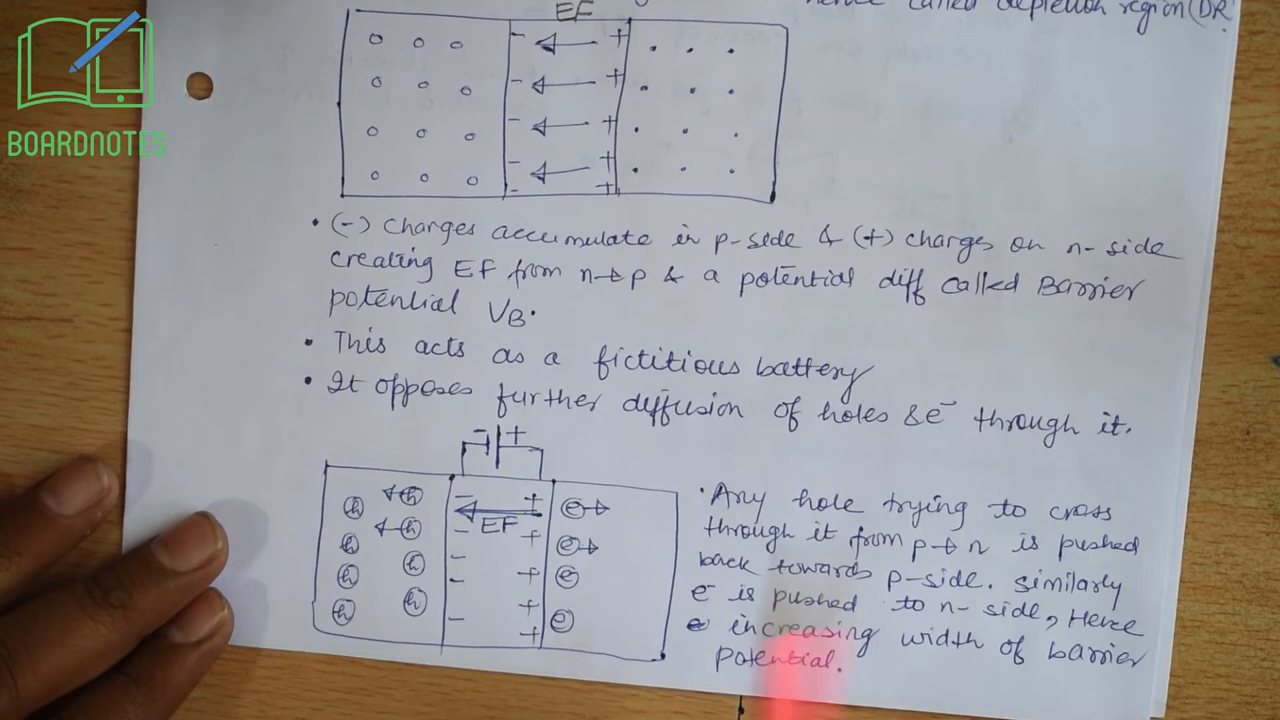 hence called depletion region (DR
BOARDNOTES
EF
• (-) Charges accumulate in p-side & (+) charges on n-side
creating EF from n→p & a potential diff called Barrier
potential VB.
• This acts as a fictitious battery
• It opposes further diffusion of holes & e⁻ through it.
- +
h h e
EF
h h e
h h e
h h e
• Any hole trying to cross
through it from p→n is pushed
back towards p-side. Similarly
e⁻ is pushed to n-side, Hence
increasing width of barrier
potential.